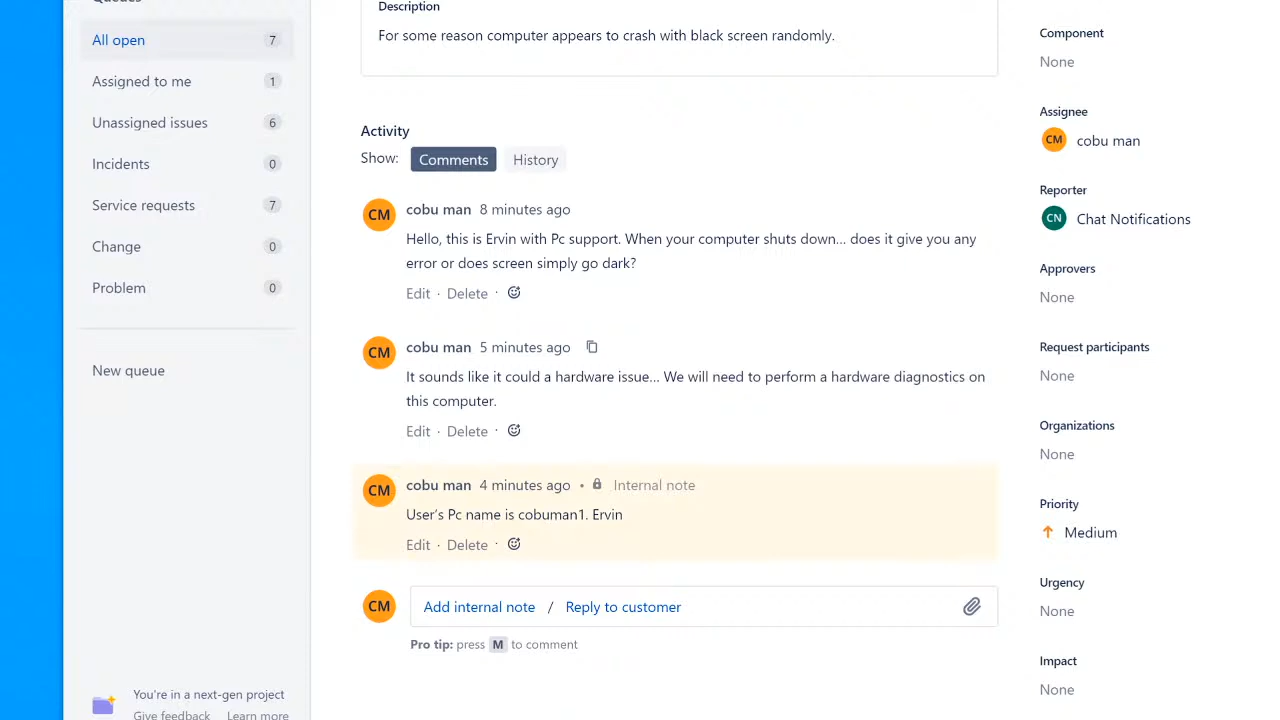 Queues
All open 7
Assigned to me 1
Unassigned issues 6
Incidents 0
Service requests 7
Change 0
Problem 0
New queue
You're in a next-gen project
Give feedback Learn more
Description
For some reason computer appears to crash with black screen randomly.
Activity
Show: Comments History
CM cobu man 8 minutes ago
Hello, this is Ervin with Pc support. When your computer shuts down... does it give you any
error or does screen simply go dark?
Edit · Delete ·
CM cobu man 5 minutes ago
It sounds like it could a hardware issue... We will need to perform a hardware diagnostics on
this computer.
Edit · Delete ·
CM cobu man 4 minutes ago • Internal note
User's Pc name is cobuman1. Ervin
Edit · Delete ·
CM Add internal note / Reply to customer
Pro tip: press M to comment
Component
None
Assignee
CM cobu man
Reporter
CN Chat Notifications
Approvers
None
Request participants
None
Organizations
None
Priority
Medium
Urgency
None
Impact
None